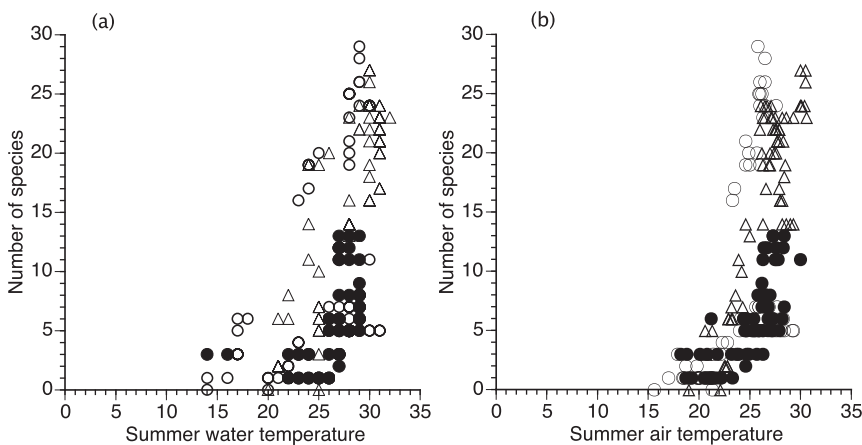 (a)
(b)
30
25
20
15
10
5
0
Number of species
0 5 10 15 20 25 30 35
Summer water temperature
30
25
20
15
10
5
0
Number of species
0 5 10 15 20 25 30 35
Summer air temperature